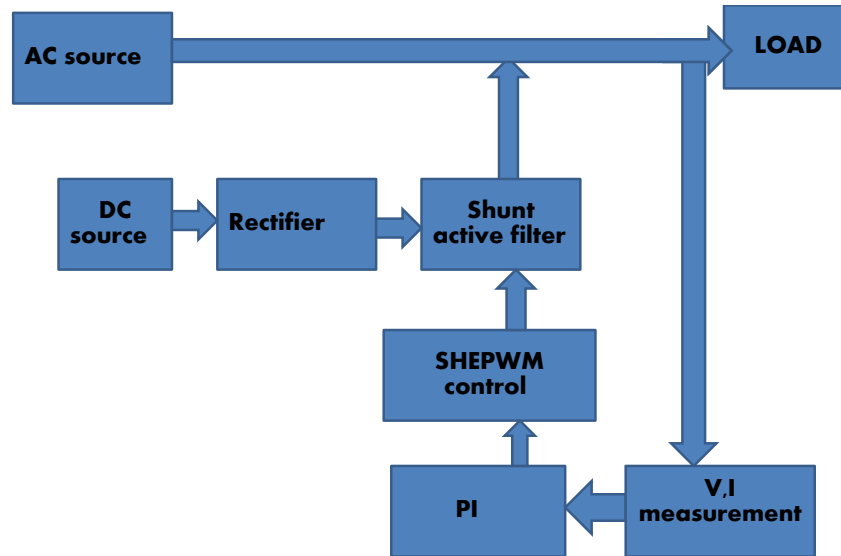 AC source
LOAD
DC
source
Rectifier
Shunt
active filter
SHEPWM
control
PI
V,I
measurement